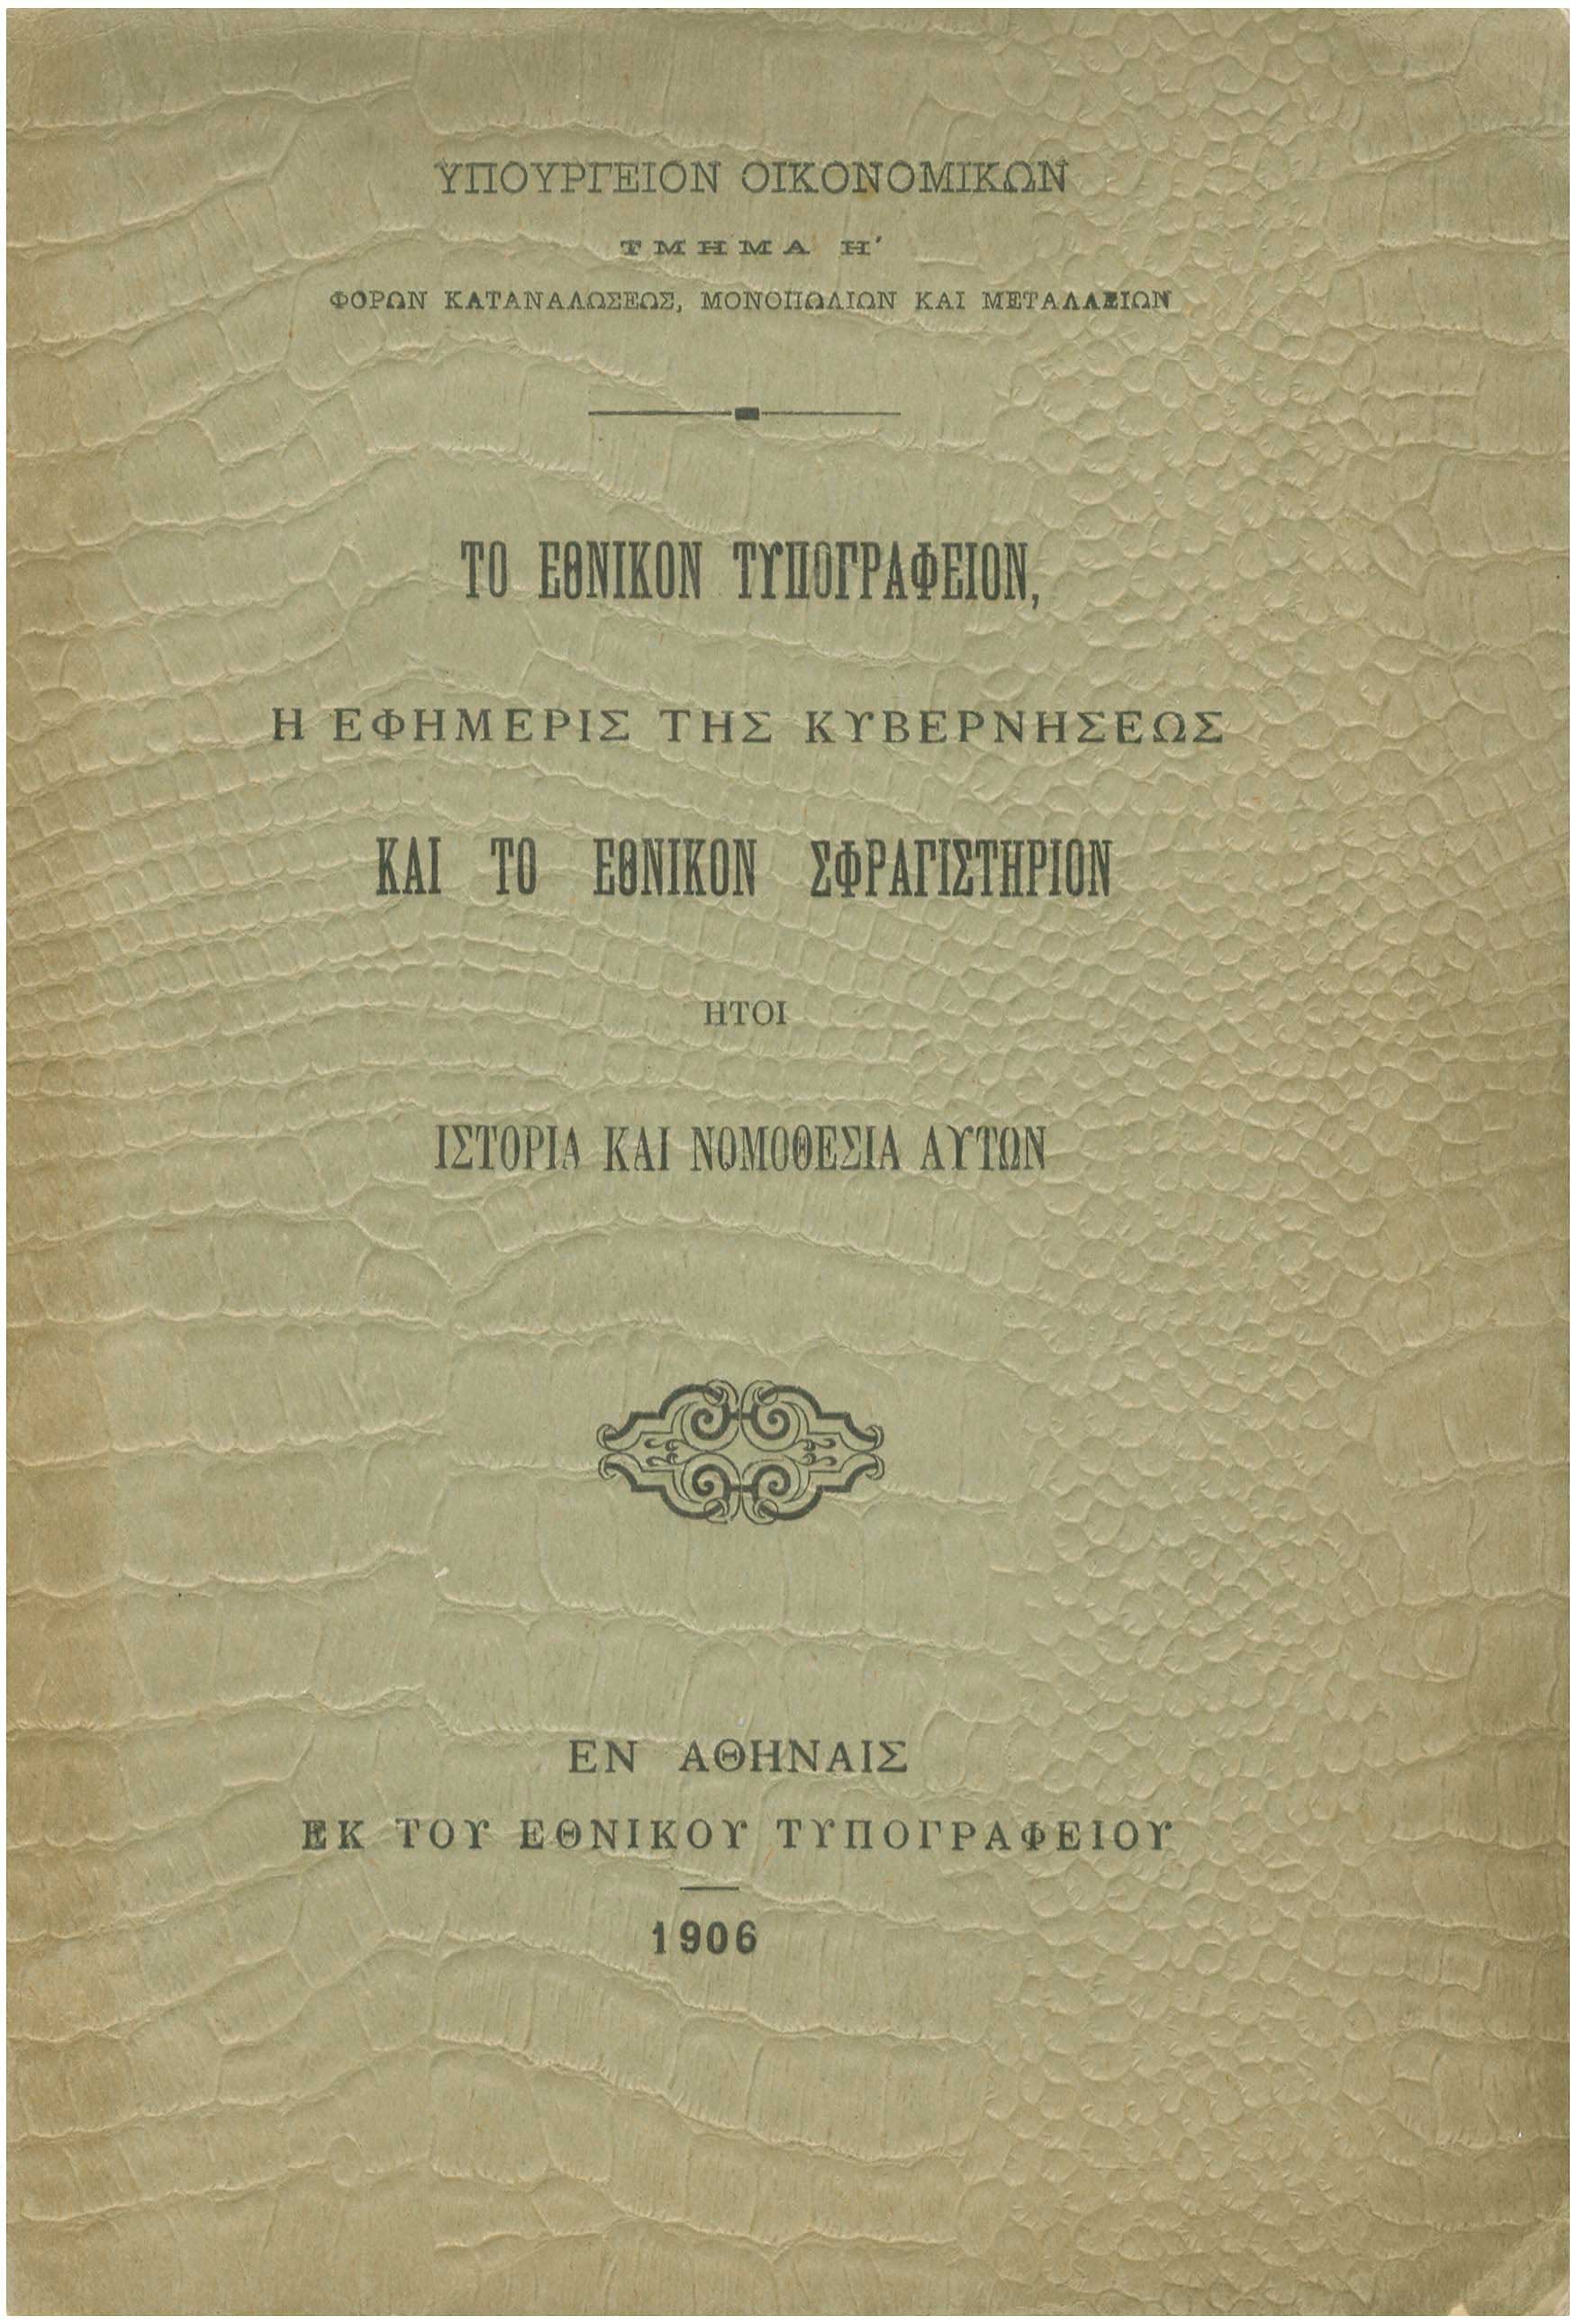 ΥΠΟΥΡΓΕΙΟΝ ΟΙΚΟΝΟΜΙΚΩΝ
ΤΜΗΜΑ Η'
ΦΟΡΩΝ ΚΑΤΑΝΑΛΩΣΕΩΣ, ΜΟΝΟΠΩΛΙΩΝ ΚΑΙ ΜΕΤΑΛΛΕΙΩΝ
ΤΟ ΕΘΝΙΚΟΝ ΤΥΠΟΓΡΑΦΕΙΟΝ,
Η ΕΦΗΜΕΡΙΣ ΤΗΣ ΚΥΒΕΡΝΗΣΕΩΣ
ΚΑΙ ΤΟ ΕΘΝΙΚΟΝ ΣΦΡΑΓΙΣΤΗΡΙΟΝ
ΗΤΟΙ
ΙΣΤΟΡΙΑ ΚΑΙ ΝΟΜΟΘΕΣΙΑ ΑΥΤΩΝ
ΕΝ ΑΘΗΝΑΙΣ
ΕΚ ΤΟΥ ΕΘΝΙΚΟΥ ΤΥΠΟΓΡΑΦΕΙΟΥ
1906